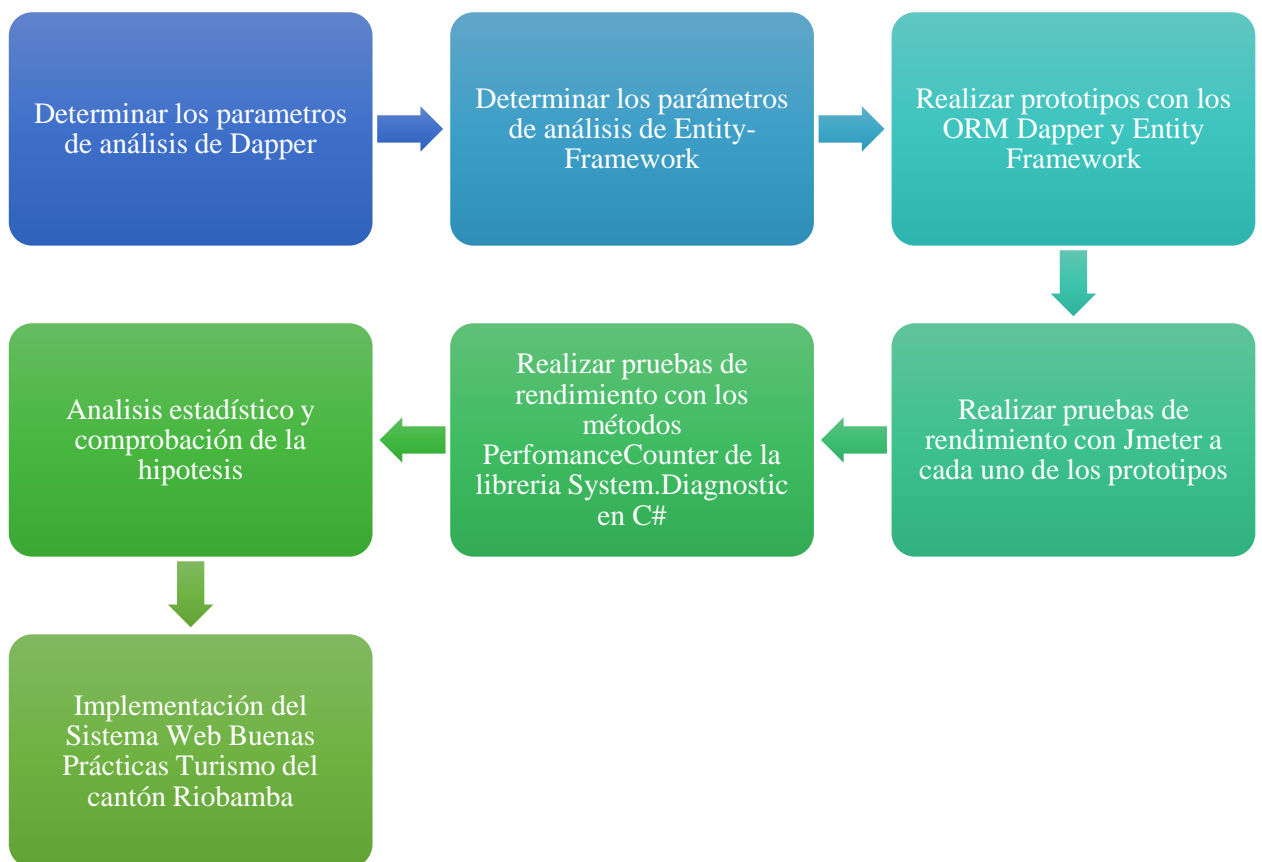 Determinar los parametros
de análisis de Dapper
Determinar los parámetros
de análisis de Entity-
Framework
Realizar prototipos con los
ORM Dapper y Entity
Framework
Realizar pruebas de
rendimiento con Jmeter a
cada uno de los prototipos
Realizar pruebas de
rendimiento con los
métodos
PerfomanceCounter de la
libreria System.Diagnostic
en C#
Analisis estadístico y
comprobación de la
hipotesis
Implementación del
Sistema Web Buenas
Prácticas Turismo del
cantón Riobamba